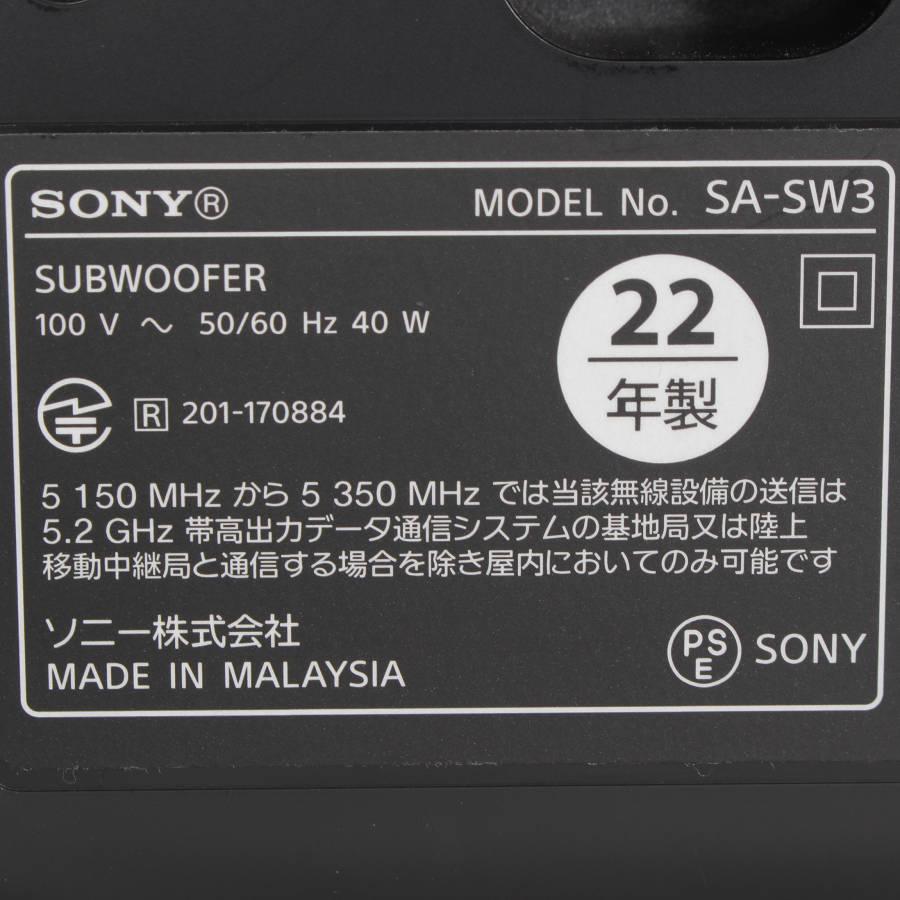 SONY® MODEL No. SA-SW3
SUBWOOFER
100 V ～ 50/60 Hz 40 W
22
年製
R 201-170884
5 150 MHz から 5 350 MHz では当該無線設備の送信は
5.2 GHz 帯高出力データ通信システムの基地局又は陸上
移動中継局と通信する場合を除き屋内においてのみ可能です
ソニー株式会社
MADE IN MALAYSIA
PS
E
SONY